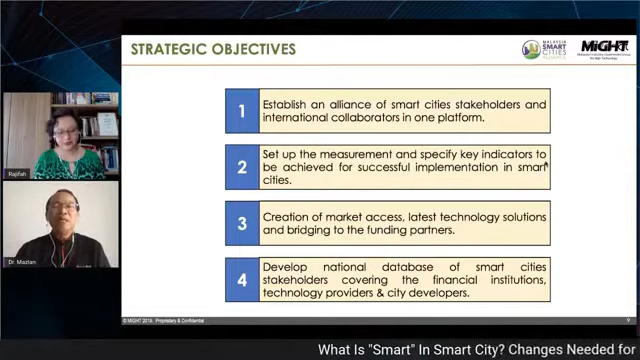 STRATEGIC OBJECTIVES
MALAYSIA
SMART
CITIES
MiGHT
1
Establish an alliance of smart cities stakeholders and
international collaborators in one platform.
2
Set up the measurement and specify key indicators to
be achieved for successful implementation in smart
cities.
3
Creation of market access, latest technology solutions
and bridging to the funding partners.
4
Develop national database of smart cities
stakeholders covering the financial institutions,
technology providers & city developers.
Rajifah
Dr. Mazlan
© MiGHT 2019. Proprietary & Confidential
9
What Is "Smart" In Smart City? Changes Needed for